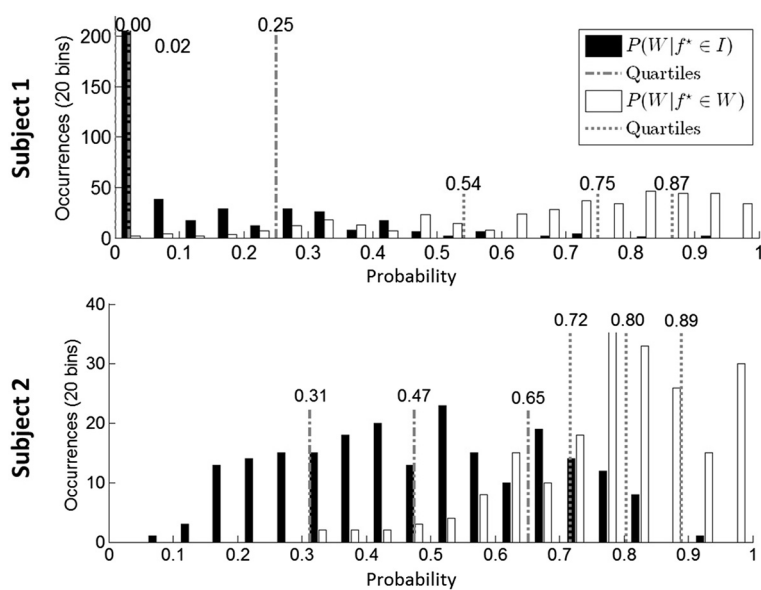 Subject 1
Occurrences (20 bins)
200
150
100
50
0
0.00
0.02
0.25
0.54
0.75
0.87
P(W|f* ∈ I)
Quartiles
P(W|f* ∈ W)
Quartiles
0 0.1 0.2 0.3 0.4 0.5 0.6 0.7 0.8 0.9 1
Probability
Subject 2
Occurrences (20 bins)
40
30
20
10
0
0.31
0.47
0.65
0.72
0.80
0.89
0 0.1 0.2 0.3 0.4 0.5 0.6 0.7 0.8 0.9 1
Probability